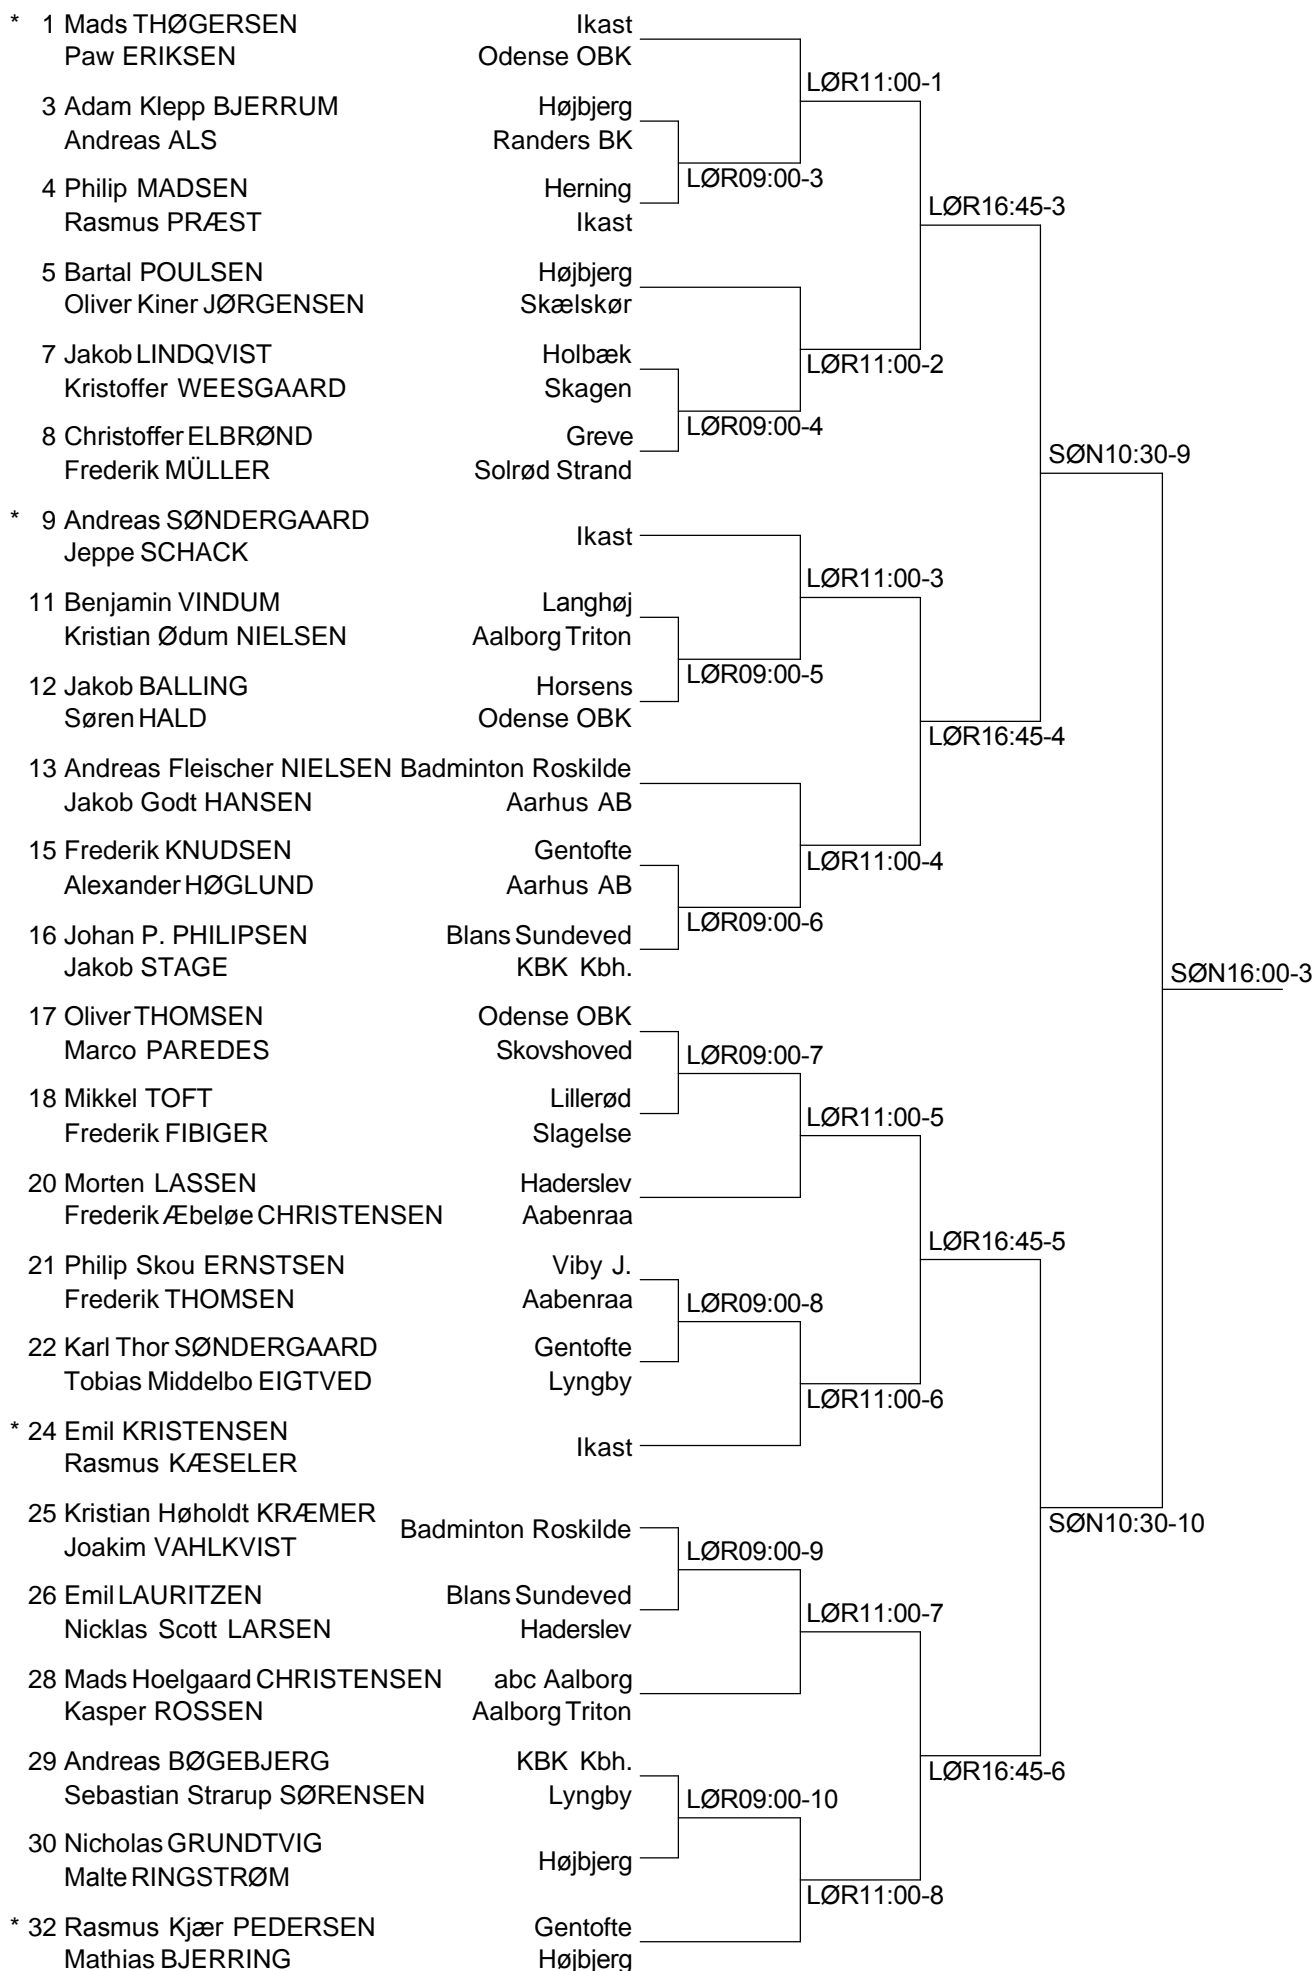 * 1 Mads THØGERSEN Ikast
Paw ERIKSEN Odense OBK
LØR11:00-1
3 Adam Klepp BJERRUM Højbjerg
Andreas ALS Randers BK
LØR09:00-3
4 Philip MADSEN Herning
LØR16:45-3
Rasmus PRÆST Ikast
5 Bartal POULSEN Højbjerg
Oliver Kiner JØRGENSEN Skælskør
7 Jakob LINDQVIST Holbæk
LØR11:00-2
Kristoffer WEESGAARD Skagen
LØR09:00-4
8 Christoffer ELBRØND Greve
SØN10:30-9
Frederik MÜLLER Solrød Strand
* 9 Andreas SØNDERGAARD
Ikast
Jeppe SCHACK
LØR11:00-3
11 Benjamin VINDUM Langhøj
Kristian Ødum NIELSEN Aalborg Triton
LØR09:00-5
12 Jakob BALLING Horsens
Søren HALD Odense OBK
LØR16:45-4
13 Andreas Fleischer NIELSEN Badminton Roskilde
Jakob Godt HANSEN Aarhus AB
15 Frederik KNUDSEN Gentofte
LØR11:00-4
Alexander HØGLUND Aarhus AB
LØR09:00-6
16 Johan P. PHILIPSEN Blans Sundeved
Jakob STAGE KBK Kbh.
SØN16:00-3
17 Oliver THOMSEN Odense OBK
Marco PAREDES Skovshoved
LØR09:00-7
18 Mikkel TOFT Lillerød
LØR11:00-5
Frederik FIBIGER Slagelse
20 Morten LASSEN Haderslev
Frederik Æbeløe CHRISTENSEN Aabenraa
LØR16:45-5
21 Philip Skou ERNSTSEN Viby J.
Frederik THOMSEN Aabenraa
LØR09:00-8
22 Karl Thor SØNDERGAARD Gentofte
Tobias Middelbo EIGTVED Lyngby
LØR11:00-6
* 24 Emil KRISTENSEN
Ikast
Rasmus KÆSELER
25 Kristian Høholdt KRÆMER
Badminton Roskilde
SØN10:30-10
Joakim VAHLKVIST
LØR09:00-9
26 Emil LAURITZEN Blans Sundeved
LØR11:00-7
Nicklas Scott LARSEN Haderslev
28 Mads Hoelgaard CHRISTENSEN abc Aalborg
Kasper ROSSEN Aalborg Triton
29 Andreas BØGEBJERG KBK Kbh.
LØR16:45-6
Sebastian Strarup SØRENSEN Lyngby
LØR09:00-10
30 Nicholas GRUNDTVIG
Højbjerg
Malte RINGSTRØM
LØR11:00-8
* 32 Rasmus Kjær PEDERSEN Gentofte
Mathias BJERRING Højbjerg